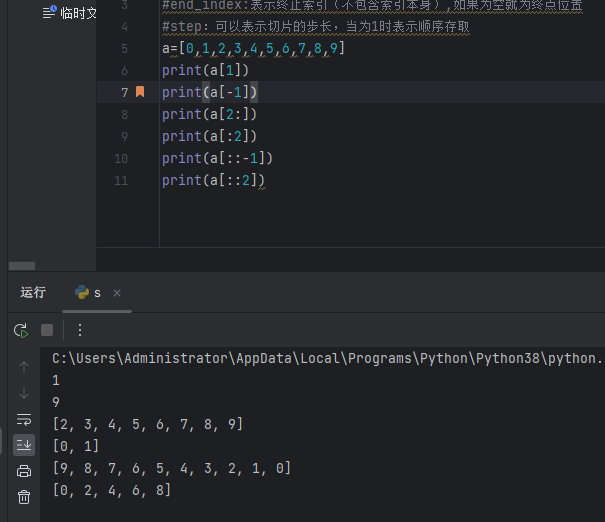 临时文
3 #end_index:表示终止索引（不包含索引本身）,如果为空就为终点位置
4 #step：可以表示切片的步长，当为1时表示顺序存取
5 a=[0,1,2,3,4,5,6,7,8,9]
6 print(a[1])
7 print(a[-1])
8 print(a[2:])
9 print(a[:2])
10 print(a[::-1])
11 print(a[::2])
运行 s ×
C:\Users\Administrator\AppData\Local\Programs\Python\Python38\python.
1
9
[2, 3, 4, 5, 6, 7, 8, 9]
[0, 1]
[9, 8, 7, 6, 5, 4, 3, 2, 1, 0]
[0, 2, 4, 6, 8]